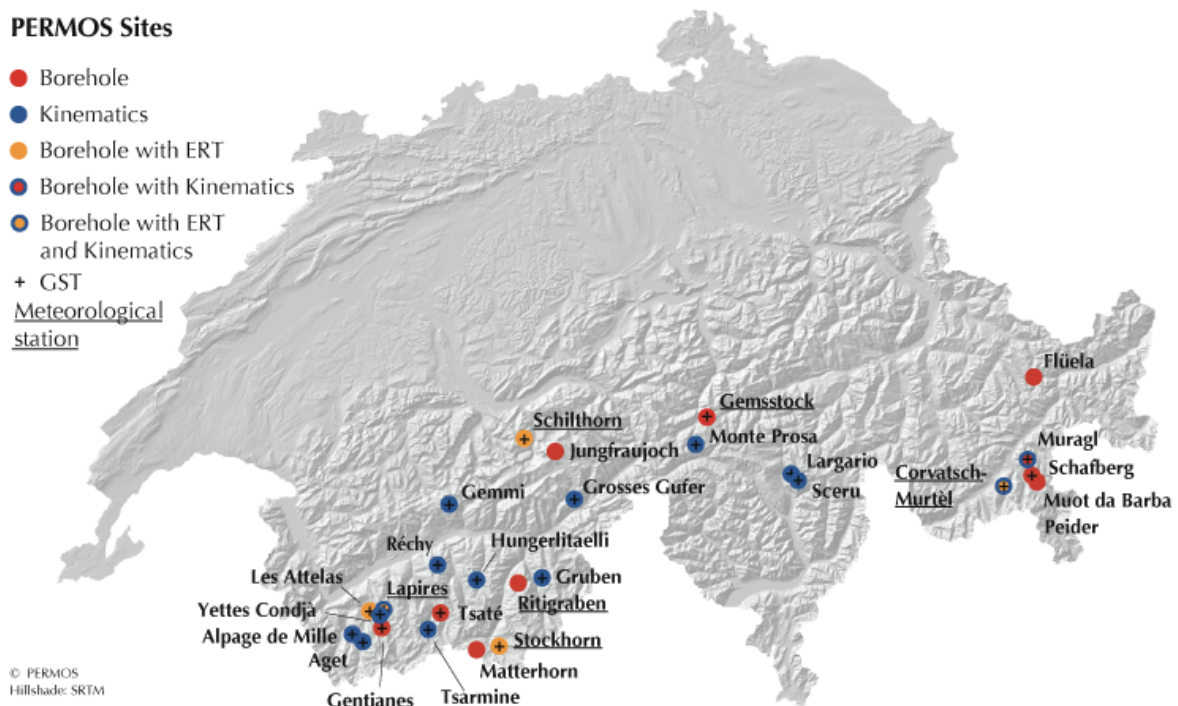 PERMOS Sites
Borehole
Kinematics
Borehole with ERT
Borehole with Kinematics
Borehole with ERT
and Kinematics
+ GST
Meteorological
station
Flüela
Schilthorn
Gemsstock
Jungfraujoch
Monte Prosa
Muragl
Largario
Schafberg
Corvatsch-
Murtèl
Gemmi
Grosses Gufer
Sceru
Muot da Barba
Peider
Réchy
Hungerlitaelli
Les Attelas
Lapires
Gruben
Ritigraben
Yettes Condjà
Tsaté
Alpage de Mille
Stockhorn
Aget
Matterhorn
Gentianes
Tsarmine
© PERMOS
Hillshade: SRTM